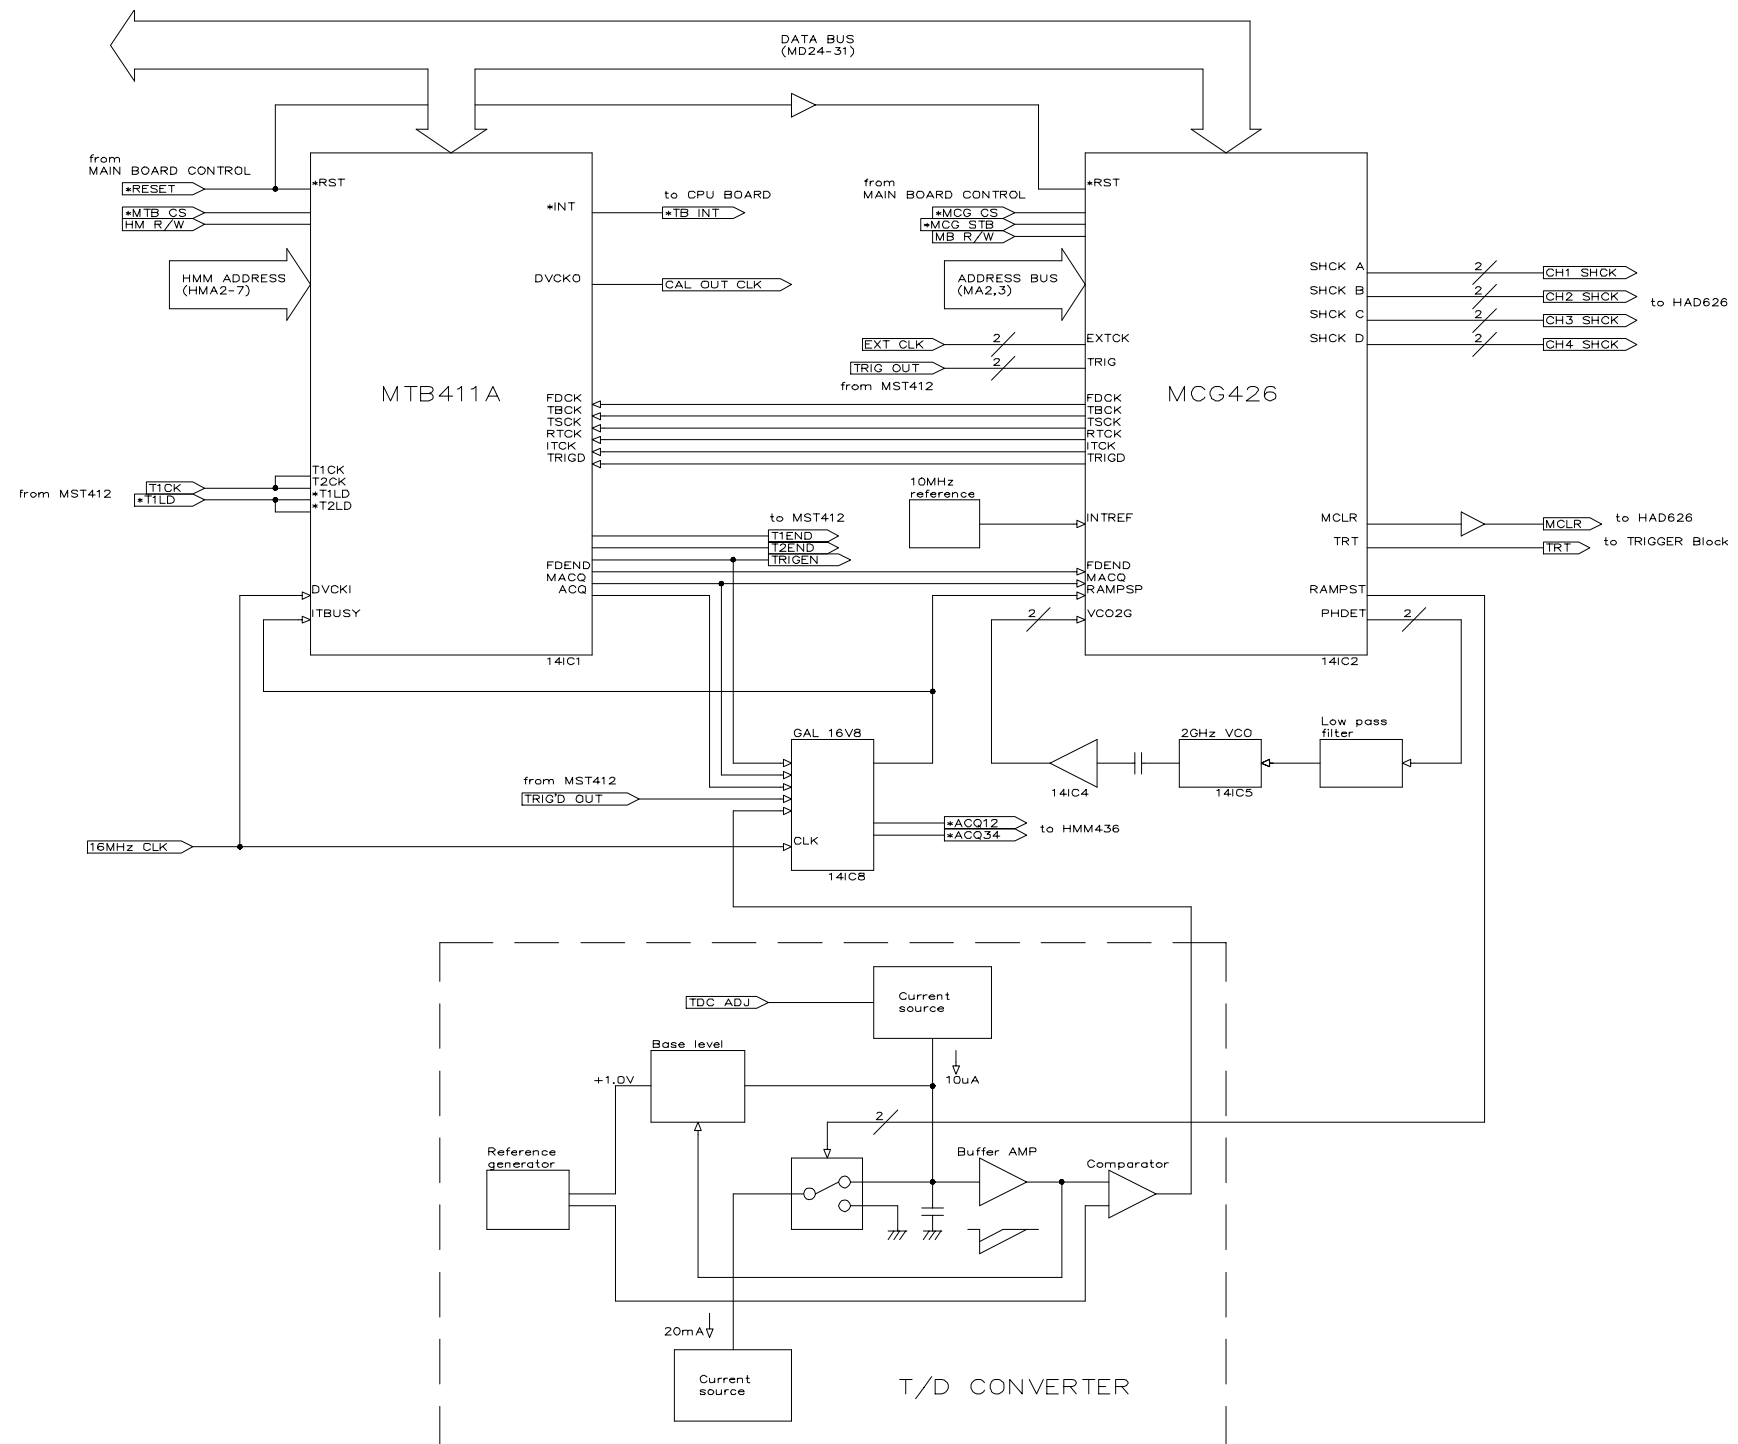 DATA BUS
(MD24-31)
from
MAIN BOARD CONTROL
*RESET
*MTB CS
HM R/W
HMM ADDRESS
(HMA2-7)
*RST
*INT
to CPU BOARD
*TB INT
DVCKO
CAL OUT CLK
MTB411A
FDCK
TBCK
TSCK
RTCK
ITCK
TRIGD
from MST412
T1CK
*T1LD
T1CK
T2CK
*T1LD
*T2LD
to MST412
T1END
T2END
TRIGEN
FDEND
MACQ
ACQ
DVCKI
ITBUSY
14IC1
from
MAIN BOARD CONTROL
*MCG CS
*MCG STB
MB R/W
ADDRESS BUS
(MA2,3)
EXT CLK
2
TRIG OUT
2
from MST412
*RST
EXTCK
TRIG
MCG426
FDCK
TBCK
TSCK
RTCK
ITCK
TRIGD
10MHz
reference
INTREF
FDEND
MACQ
RAMPSP
2
VCO2G
SHCK A
2
CH1 SHCK
SHCK B
2
CH2 SHCK
to HAD626
SHCK C
2
CH3 SHCK
SHCK D
2
CH4 SHCK
MCLR
MCLR
to HAD626
TRT
TRT
to TRIGGER Block
RAMPST
PHDET
2
14IC2
GAL 16V8
2GHz VCO
Low pass
filter
14IC4
14IC5
from MST412
TRIG'D OUT
*ACQ12
*ACQ34
to HMM436
16MHz CLK
CLK
14IC8
TDC ADJ
Current
source
Base level
+1.0V
10uA
2
Reference
generator
Buffer AMP
Comparator
20mA
Current
source
T/D CONVERTER